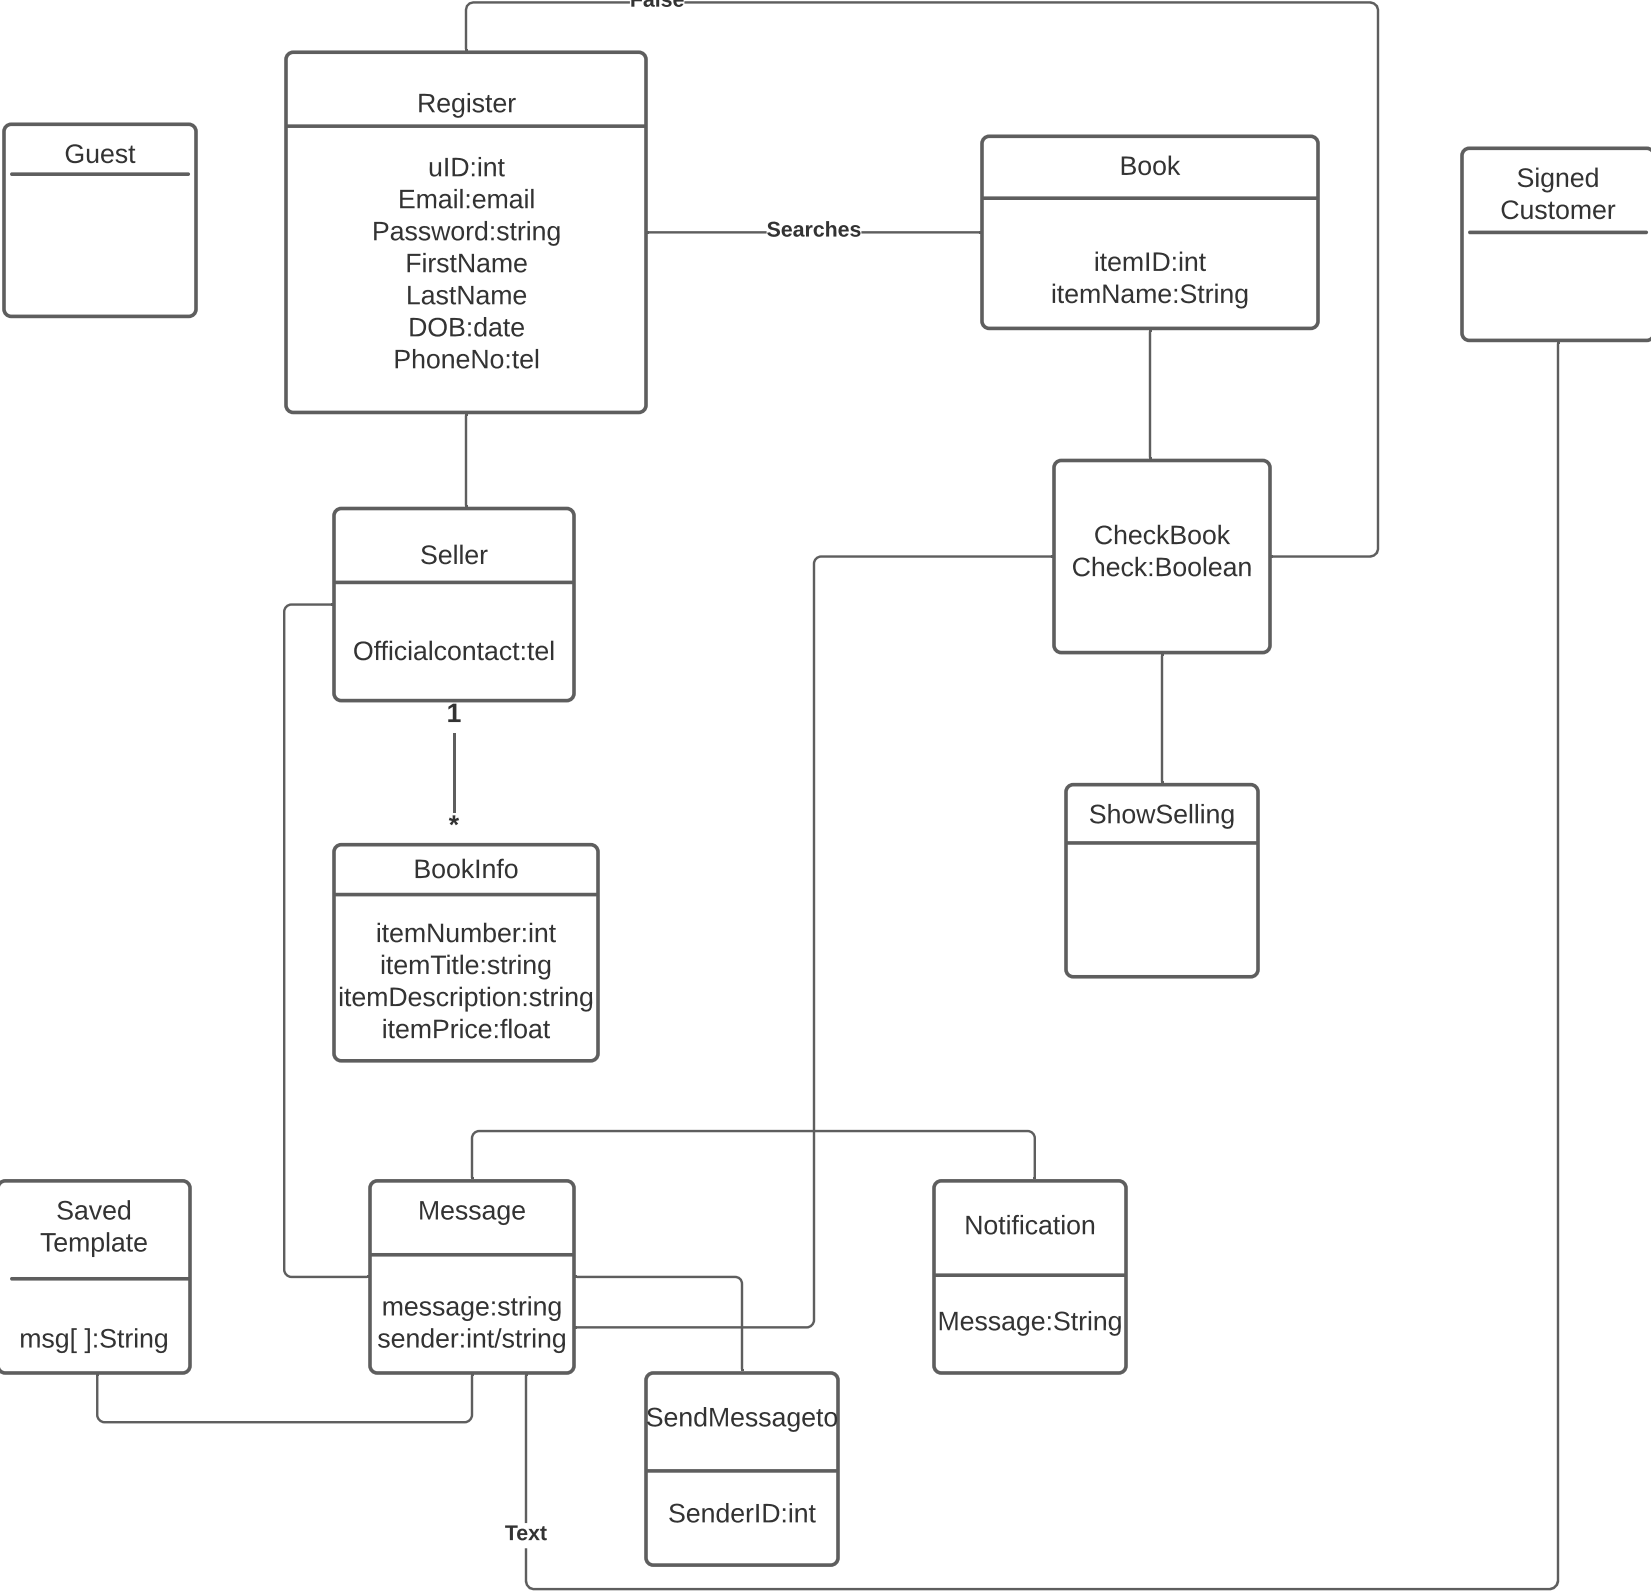 False
Register
uID:int
Email:email
Password:string
FirstName
LastName
DOB:date
PhoneNo:tel
Guest
Searches
Book
itemID:int
itemName:String
Signed
Customer
Seller
Officialcontact:tel
1
*
CheckBook
Check:Boolean
ShowSelling
BookInfo
itemNumber:int
itemTitle:string
itemDescription:string
itemPrice:float
Saved
Template
msg[ ]:String
Message
message:string
sender:int/string
Notification
Message:String
SendMessageto
SenderID:int
Text